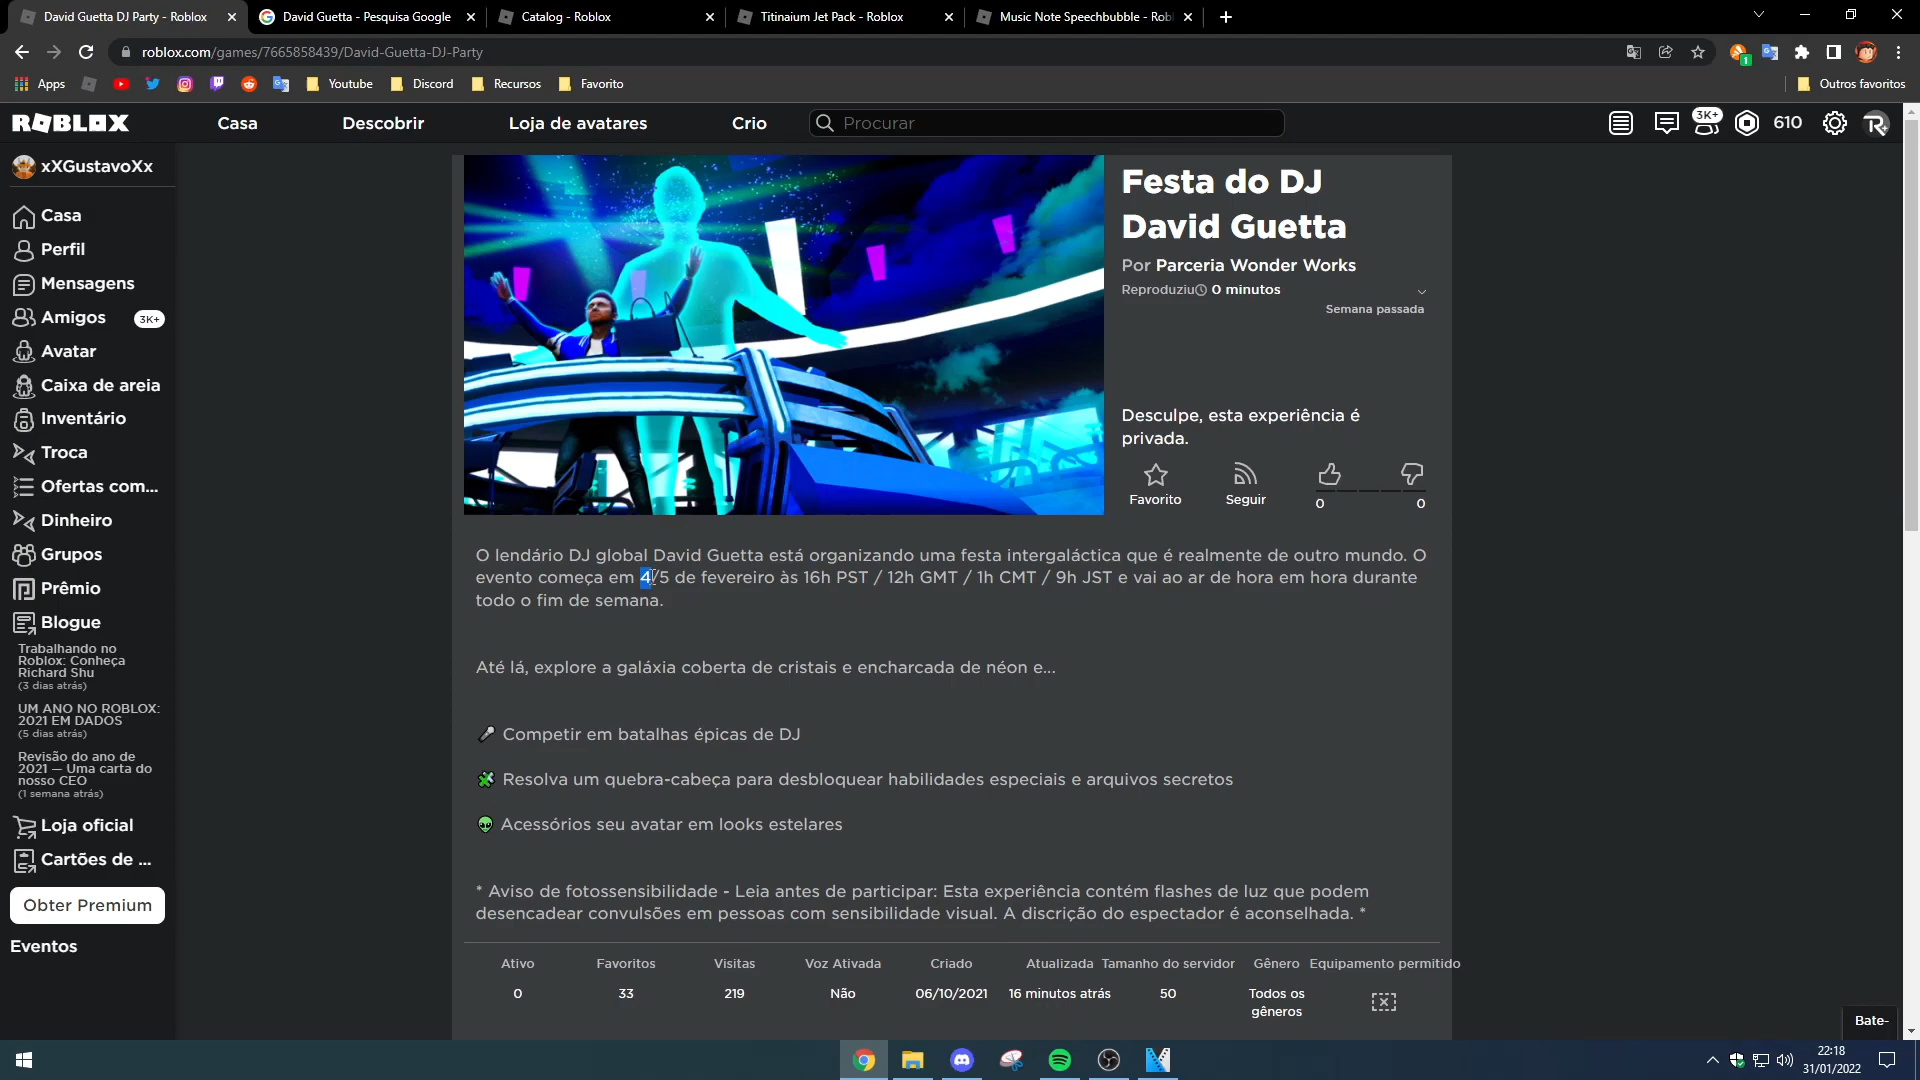 David Guetta DJ Party - Roblox
David Guetta - Pesquisa Google
Catalog - Roblox
Titinaium Jet Pack - Roblox
Music Note Speechbubble - Rob
roblox.com/games/7665858439/David-Guetta-DJ-Party
1
Apps
Youtube
Discord
Recursos
Favorito
Outros favoritos
ROBLOX
Casa
Descobrir
Loja de avatares
Crio
Procurar
3K+
610
xXGustavoXx
Casa
Perfil
Mensagens
Amigos
3K+
Avatar
Caixa de areia
Inventário
Troca
Ofertas com...
Dinheiro
Grupos
Prêmio
Blogue
Trabalhando no
Roblox: Conheça
Richard Shu
(3 dias atrás)
UM ANO NO ROBLOX:
2021 EM DADOS
(5 dias atrás)
Revisão do ano de
2021 — Uma carta do
nosso CEO
(1 semana atrás)
Loja oficial
Cartões de ...
Obter Premium
Eventos
Festa do DJ
David Guetta
Por Parceria Wonder Works
Reproduziu 0 minutos
Semana passada
Desculpe, esta experiência é
privada.
Favorito
Seguir
0
0
O lendário DJ global David Guetta está organizando uma festa intergaláctica que é realmente de outro mundo. O
evento começa em 4/5 de fevereiro às 16h PST / 12h GMT / 1h CMT / 9h JST e vai ao ar de hora em hora durante
todo o fim de semana.
Até lá, explore a galáxia coberta de cristais e encharcada de néon e...
Competir em batalhas épicas de DJ
Resolva um quebra-cabeça para desbloquear habilidades especiais e arquivos secretos
Acessórios seu avatar em looks estelares
* Aviso de fotossensibilidade - Leia antes de participar: Esta experiência contém flashes de luz que podem
desencadear convulsões em pessoas com sensibilidade visual. A discrição do espectador é aconselhada. *
Ativo
Favoritos
Visitas
Voz Ativada
Criado
Atualizada
Tamanho do servidor
Gênero
Equipamento permitido
0
33
219
Não
06/10/2021
16 minutos atrás
50
Todos os
gêneros
Bate-
22:18
31/01/2022